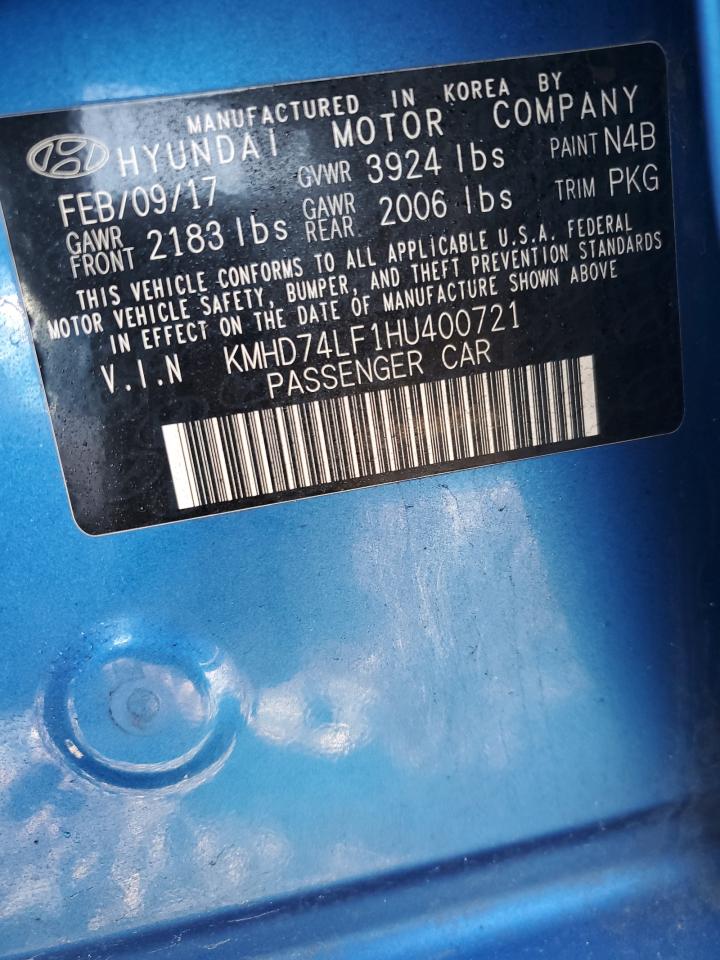 MANUFACTURED IN KOREA BY
HYUNDAI MOTOR COMPANY
FEB/09/17 GVWR 3924 lbs PAINT N4B
GAWR FRONT 2183 lbs GAWR REAR 2006 lbs TRIM PKG
THIS VEHICLE CONFORMS TO ALL APPLICABLE U.S.A. FEDERAL
MOTOR VEHICLE SAFETY, BUMPER, AND THEFT PREVENTION STANDARDS
IN EFFECT ON THE DATE OF MANUFACTURE SHOWN ABOVE
V.I.N KMHD74LF1HU400721
PASSENGER CAR